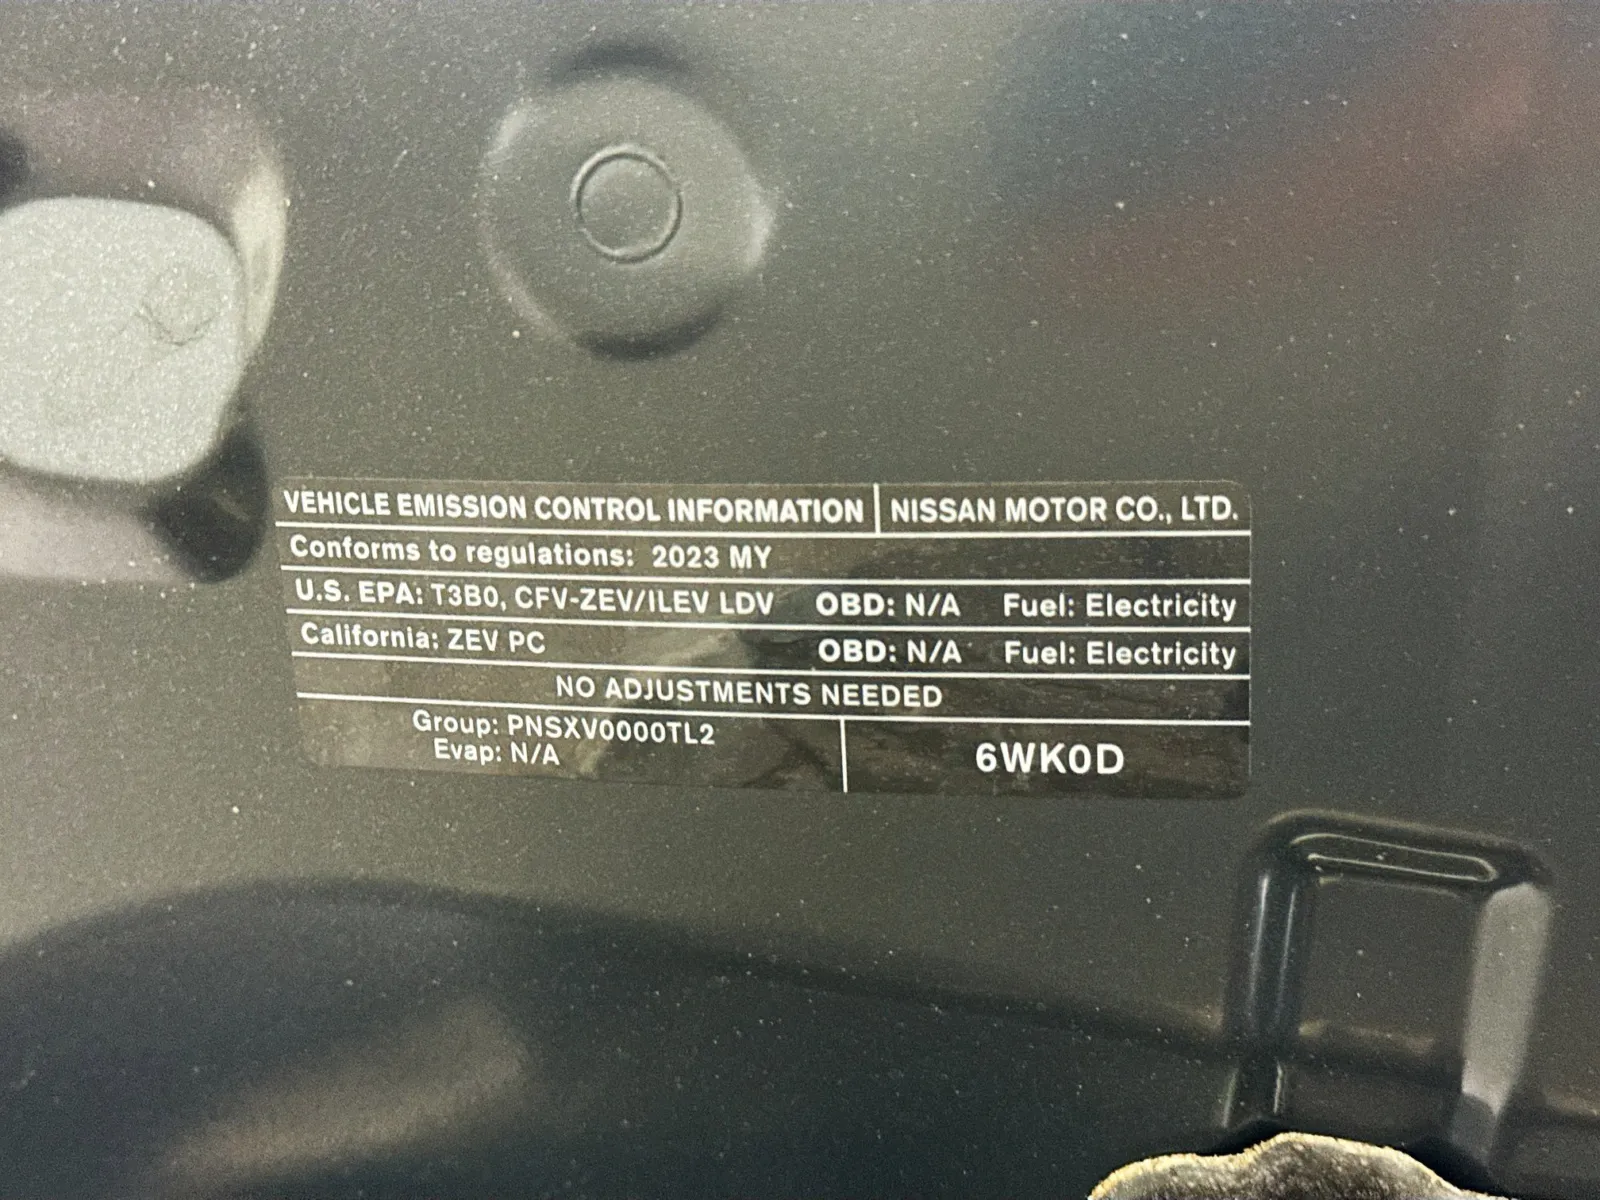 VEHICLE EMISSION CONTROL INFORMATION NISSAN MOTOR CO., LTD.
Conforms to regulations: 2023 MY
U.S. EPA: T3B0, CFV-ZEV/ILEV LDV OBD: N/A Fuel: Electricity
California: ZEV PC OBD: N/A Fuel: Electricity
NO ADJUSTMENTS NEEDED
Group: PNSXV0000TL2
Evap: N/A
6WK0D